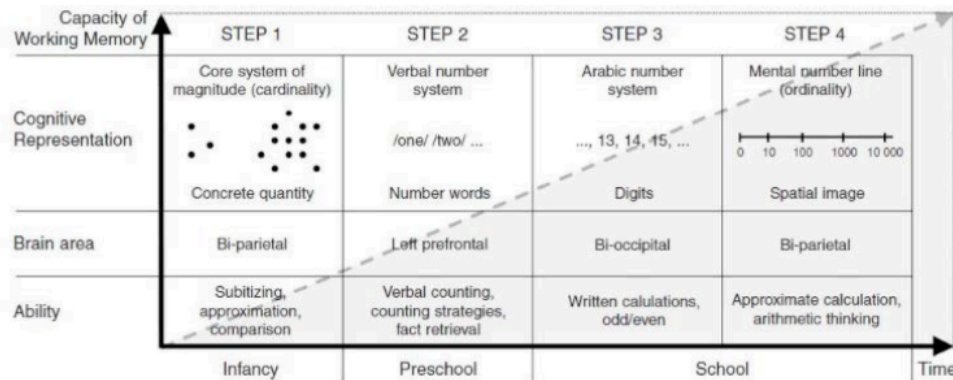 Capacity of
Working Memory
STEP 1
STEP 2
STEP 3
STEP 4
Cognitive
Representation
Core system of
magnitude (cardinality)
Verbal number
system
Arabic number
system
Mental number line
(ordinality)
/one/ /two/ ...
..., 13, 14, 15, ...
0 10 100 1000 10 000
Concrete quantity
Number words
Digits
Spatial image
Brain area
Bi-parietal
Left prefrontal
Bi-occipital
Bi-parietal
Ability
Subitizing,
approximation,
comparison
Verbal counting,
counting strategies,
fact retrieval
Written calulations,
odd/even
Approximate calculation,
arithmetic thinking
Infancy
Preschool
School
Time